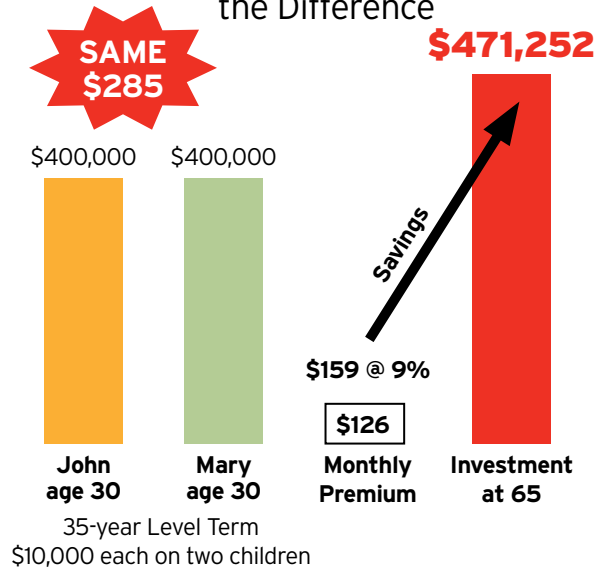 the Difference
SAME
$285
$471,252
$400,000
$400,000
Savings
$159 @ 9%
$126
John
age 30
Mary
age 30
Monthly
Premium
Investment
at 65
35-year Level Term
$10,000 each on two children